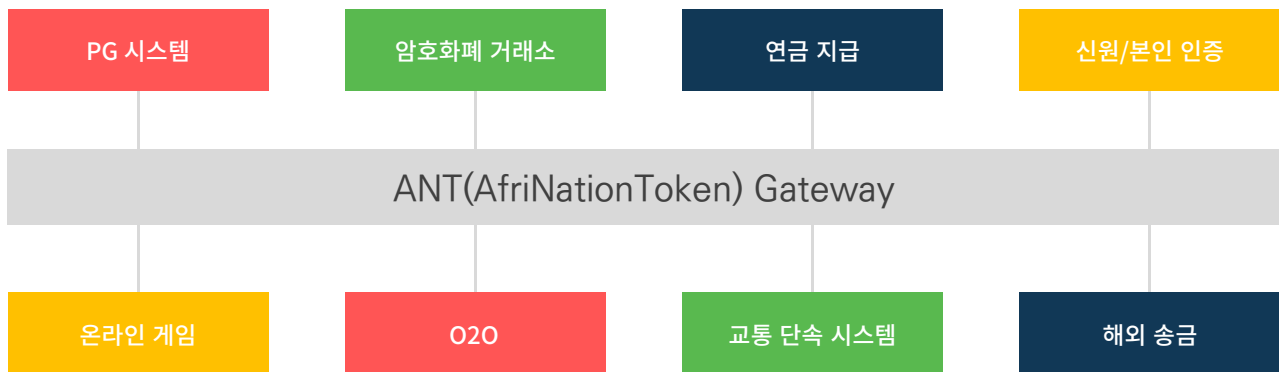 PG 시스템
암호화폐 거래소
연금 지급
신원/본인 인증
ANT(AfriNationToken) Gateway
온라인 게임
O2O
교통 단속 시스템
해외 송금